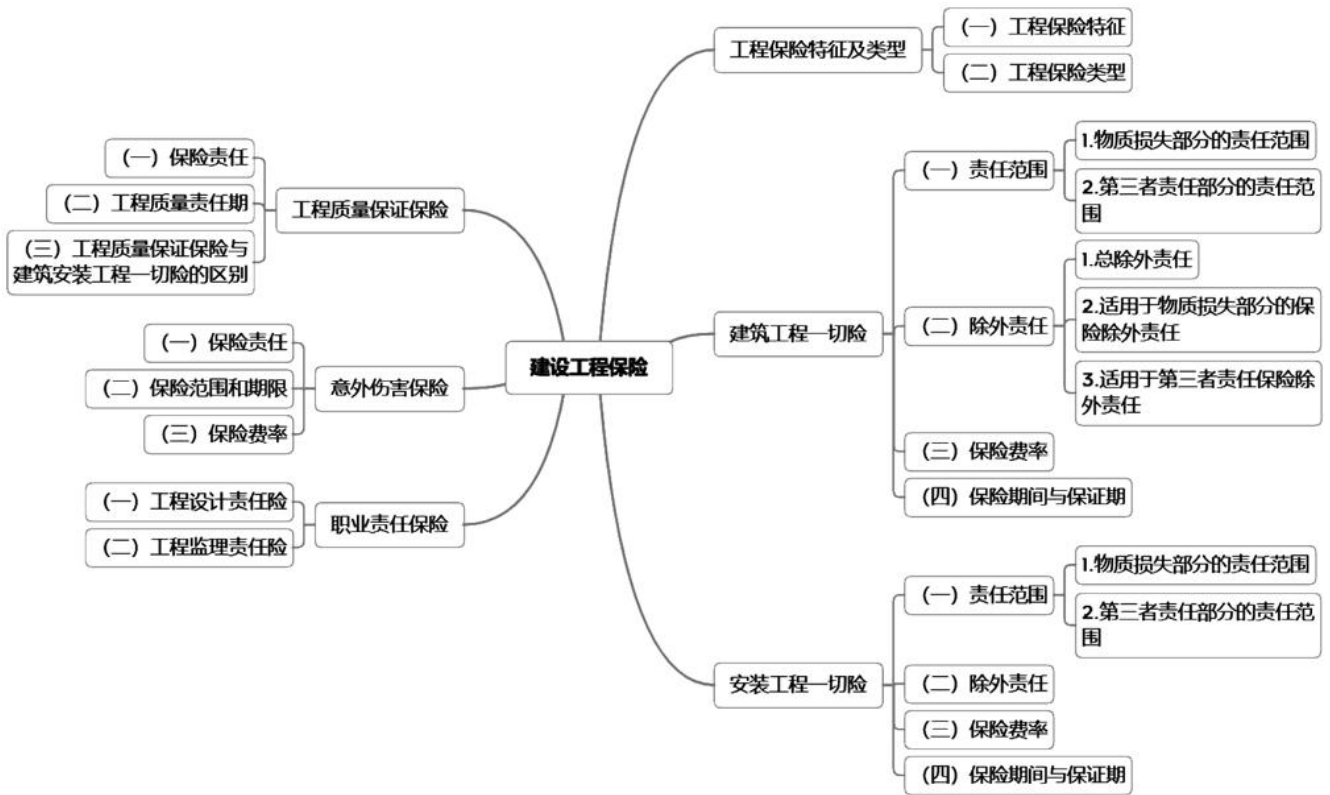 建设工程保险
工程保险特征及类型
（一）工程保险特征
（二）工程保险类型
建筑工程一切险
（一）责任范围
1.物质损失部分的责任范围
2.第三者责任部分的责任范
围
（二）除外责任
1.总除外责任
2.适用于物质损失部分的保
险除外责任
3.适用于第三者责任保险除
外责任
（三）保险费率
（四）保险期间与保证期
安装工程一切险
（一）责任范围
1.物质损失部分的责任范围
2.第三者责任部分的责任范
围
（二）除外责任
（三）保险费率
（四）保险期间与保证期
工程质量保证保险
（一）保险责任
（二）工程质量责任期
（三）工程质量保证保险与
建筑安装工程一切险的区别
意外伤害保险
（一）保险责任
（二）保险范围和期限
（三）保险费率
职业责任保险
（一）工程设计责任险
（二）工程监理责任险